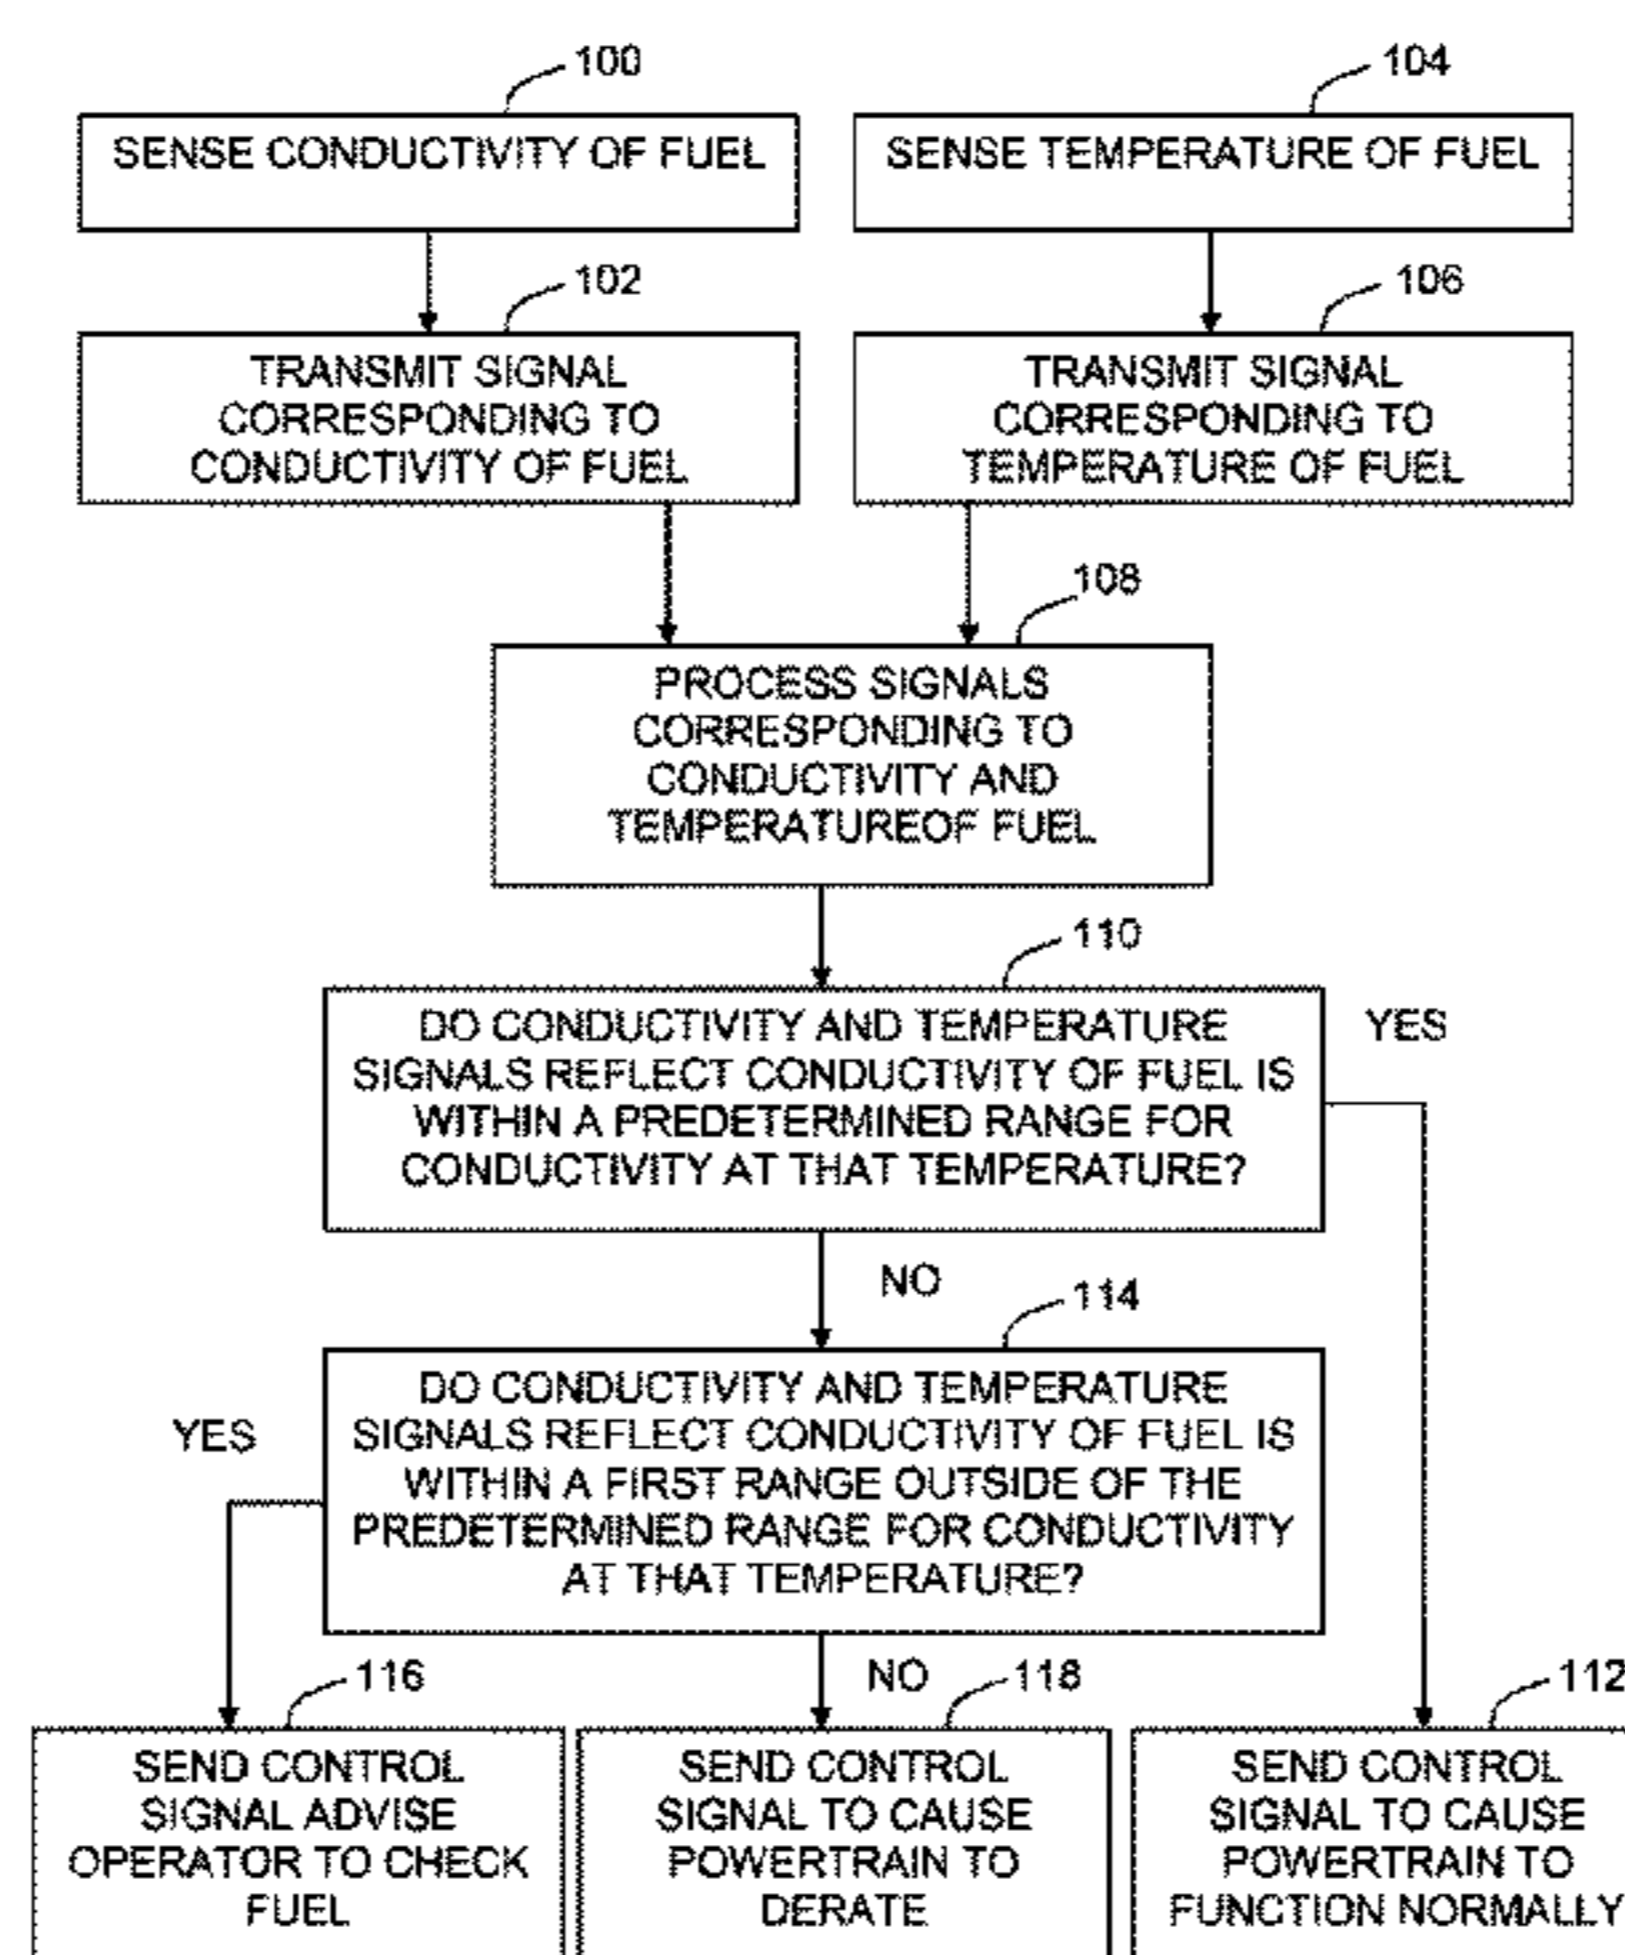 100
104
SENSE CONDUCTIVITY OF FUEL
SENSE TEMPERATURE OF FUEL
102
106
TRANSMIT SIGNAL
CORRESPONDING TO
CONDUCTIVITY OF FUEL
TRANSMIT SIGNAL
CORRESPONDING TO
TEMPERATURE OF FUEL
108
PROCESS SIGNALS
CORRESPONDING TO
CONDUCTIVITY AND
TEMPERATUREOF FUEL
110
DO CONDUCTIVITY AND TEMPERATURE
SIGNALS REFLECT CONDUCTIVITY OF FUEL IS
WITHIN A PREDETERMINED RANGE FOR
CONDUCTIVITY AT THAT TEMPERATURE?
YES
NO
114
DO CONDUCTIVITY AND TEMPERATURE
SIGNALS REFLECT CONDUCTIVITY OF FUEL IS
WITHIN A FIRST RANGE OUTSIDE OF THE
PREDETERMINED RANGE FOR CONDUCTIVITY
AT THAT TEMPERATURE?
YES
NO
116
118
112
SEND CONTROL
SIGNAL ADVISE
OPERATOR TO CHECK
FUEL
SEND CONTROL
SIGNAL TO CAUSE
POWERTRAIN TO
DERATE
SEND CONTROL
SIGNAL TO CAUSE
POWERTRAIN TO
FUNCTION NORMALLY